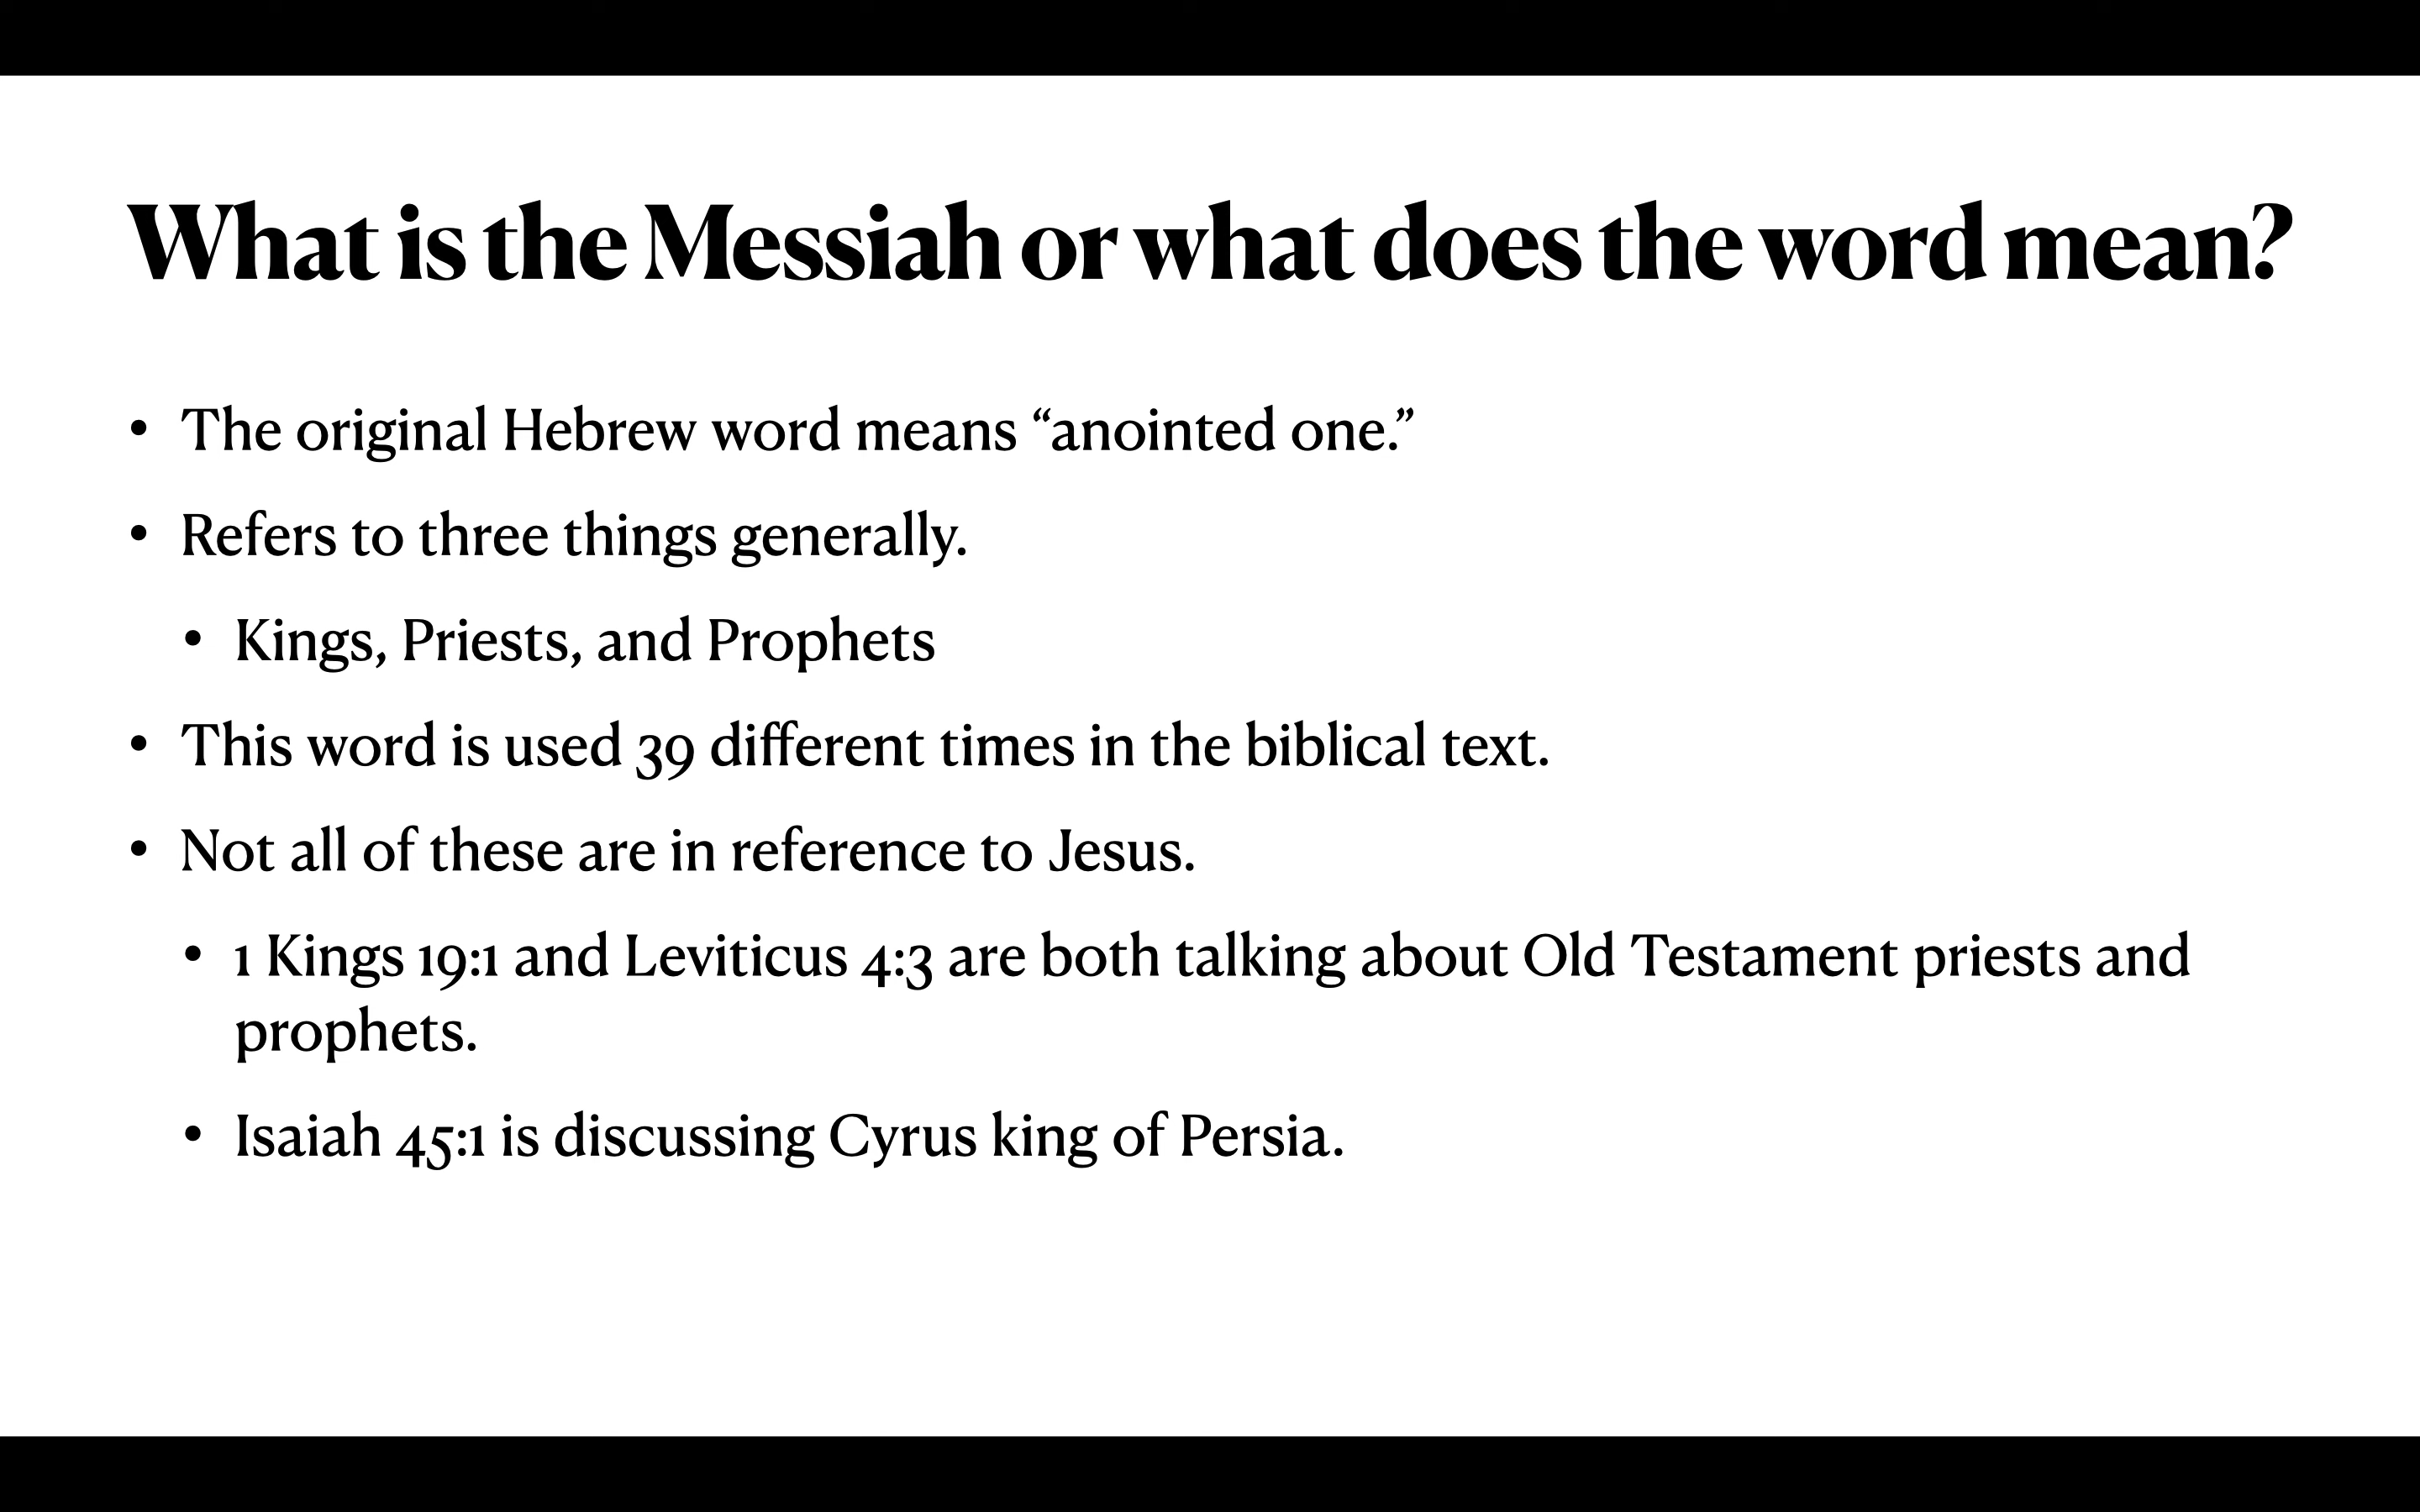 What is the Messiah or what does the word mean?
• The original Hebrew word means “anointed one.”
• Refers to three things generally.
• Kings, Priests, and Prophets
• This word is used 39 different times in the biblical text.
• Not all of these are in reference to Jesus.
• 1 Kings 19:1 and Leviticus 4:3 are both talking about Old Testament priests and
prophets.
• Isaiah 45:1 is discussing Cyrus king of Persia.